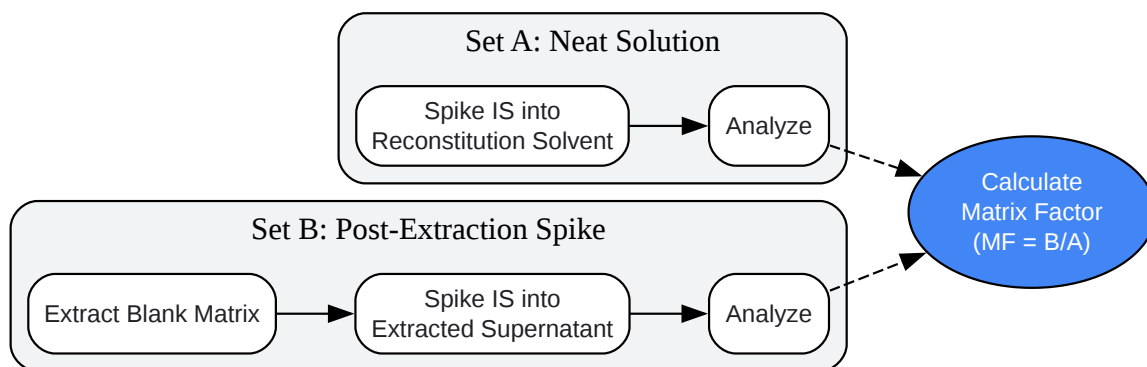 Set A: Neat Solution
Spike IS into
Reconstitution Solvent
Analyze
Set B: Post-Extraction Spike
Extract Blank Matrix
Spike IS into
Extracted Supernatant
Analyze
Calculate
Matrix Factor
(MF = B/A)